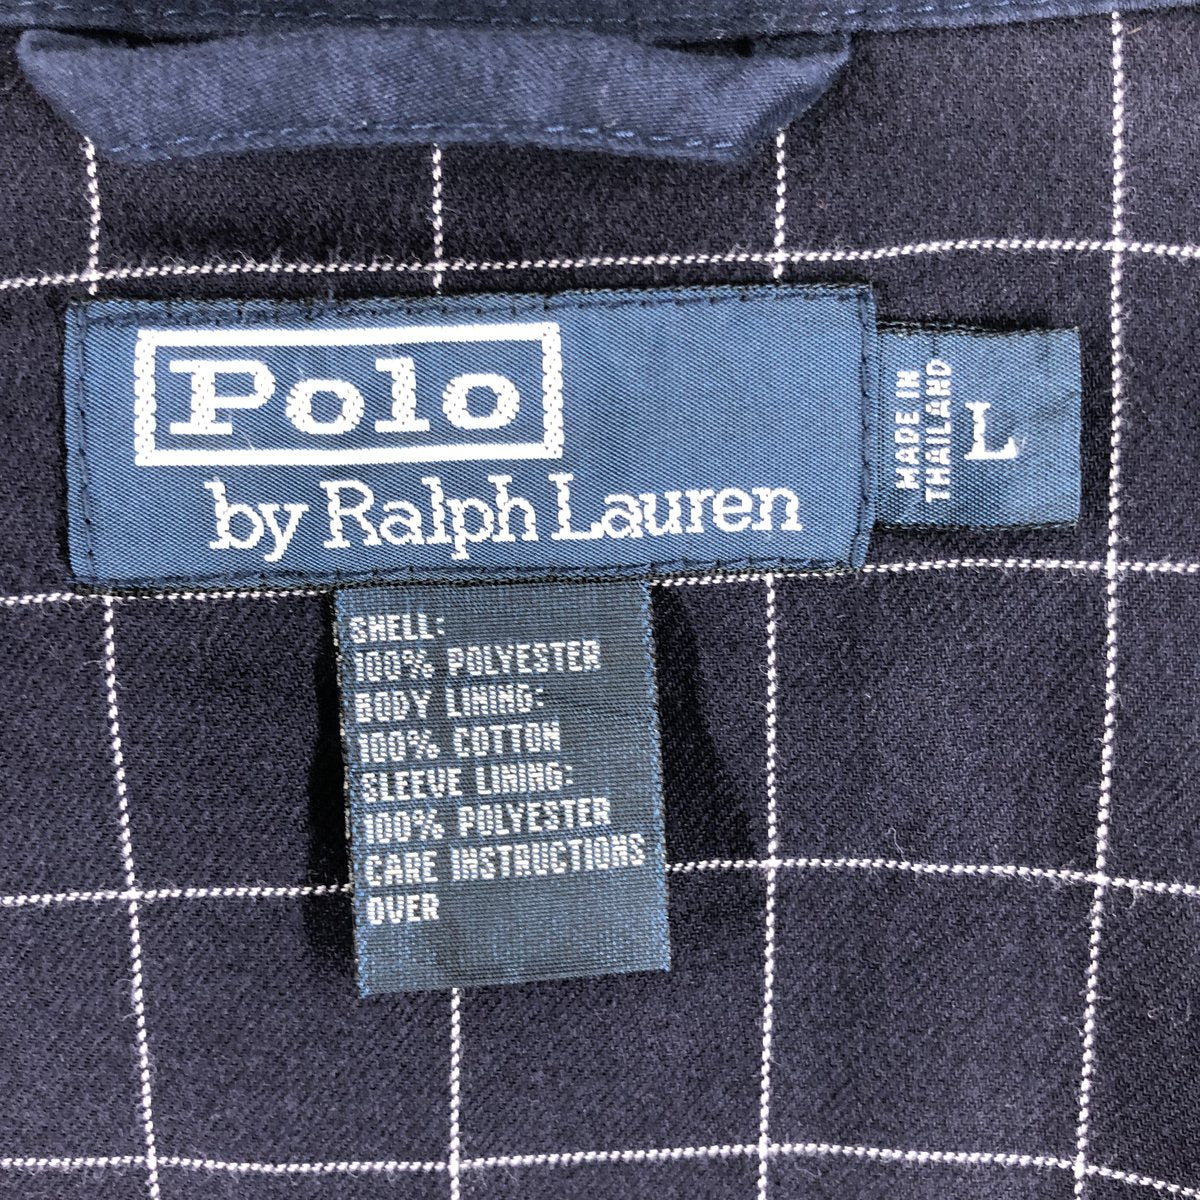 Polo
by Ralph Lauren
MADE IN
THAILAND
L
SHELL:
100% POLYESTER
BODY LINING:
100% COTTON
SLEEVE LINING:
100% POLYESTER
CARE INSTRUCTIONS
OVER